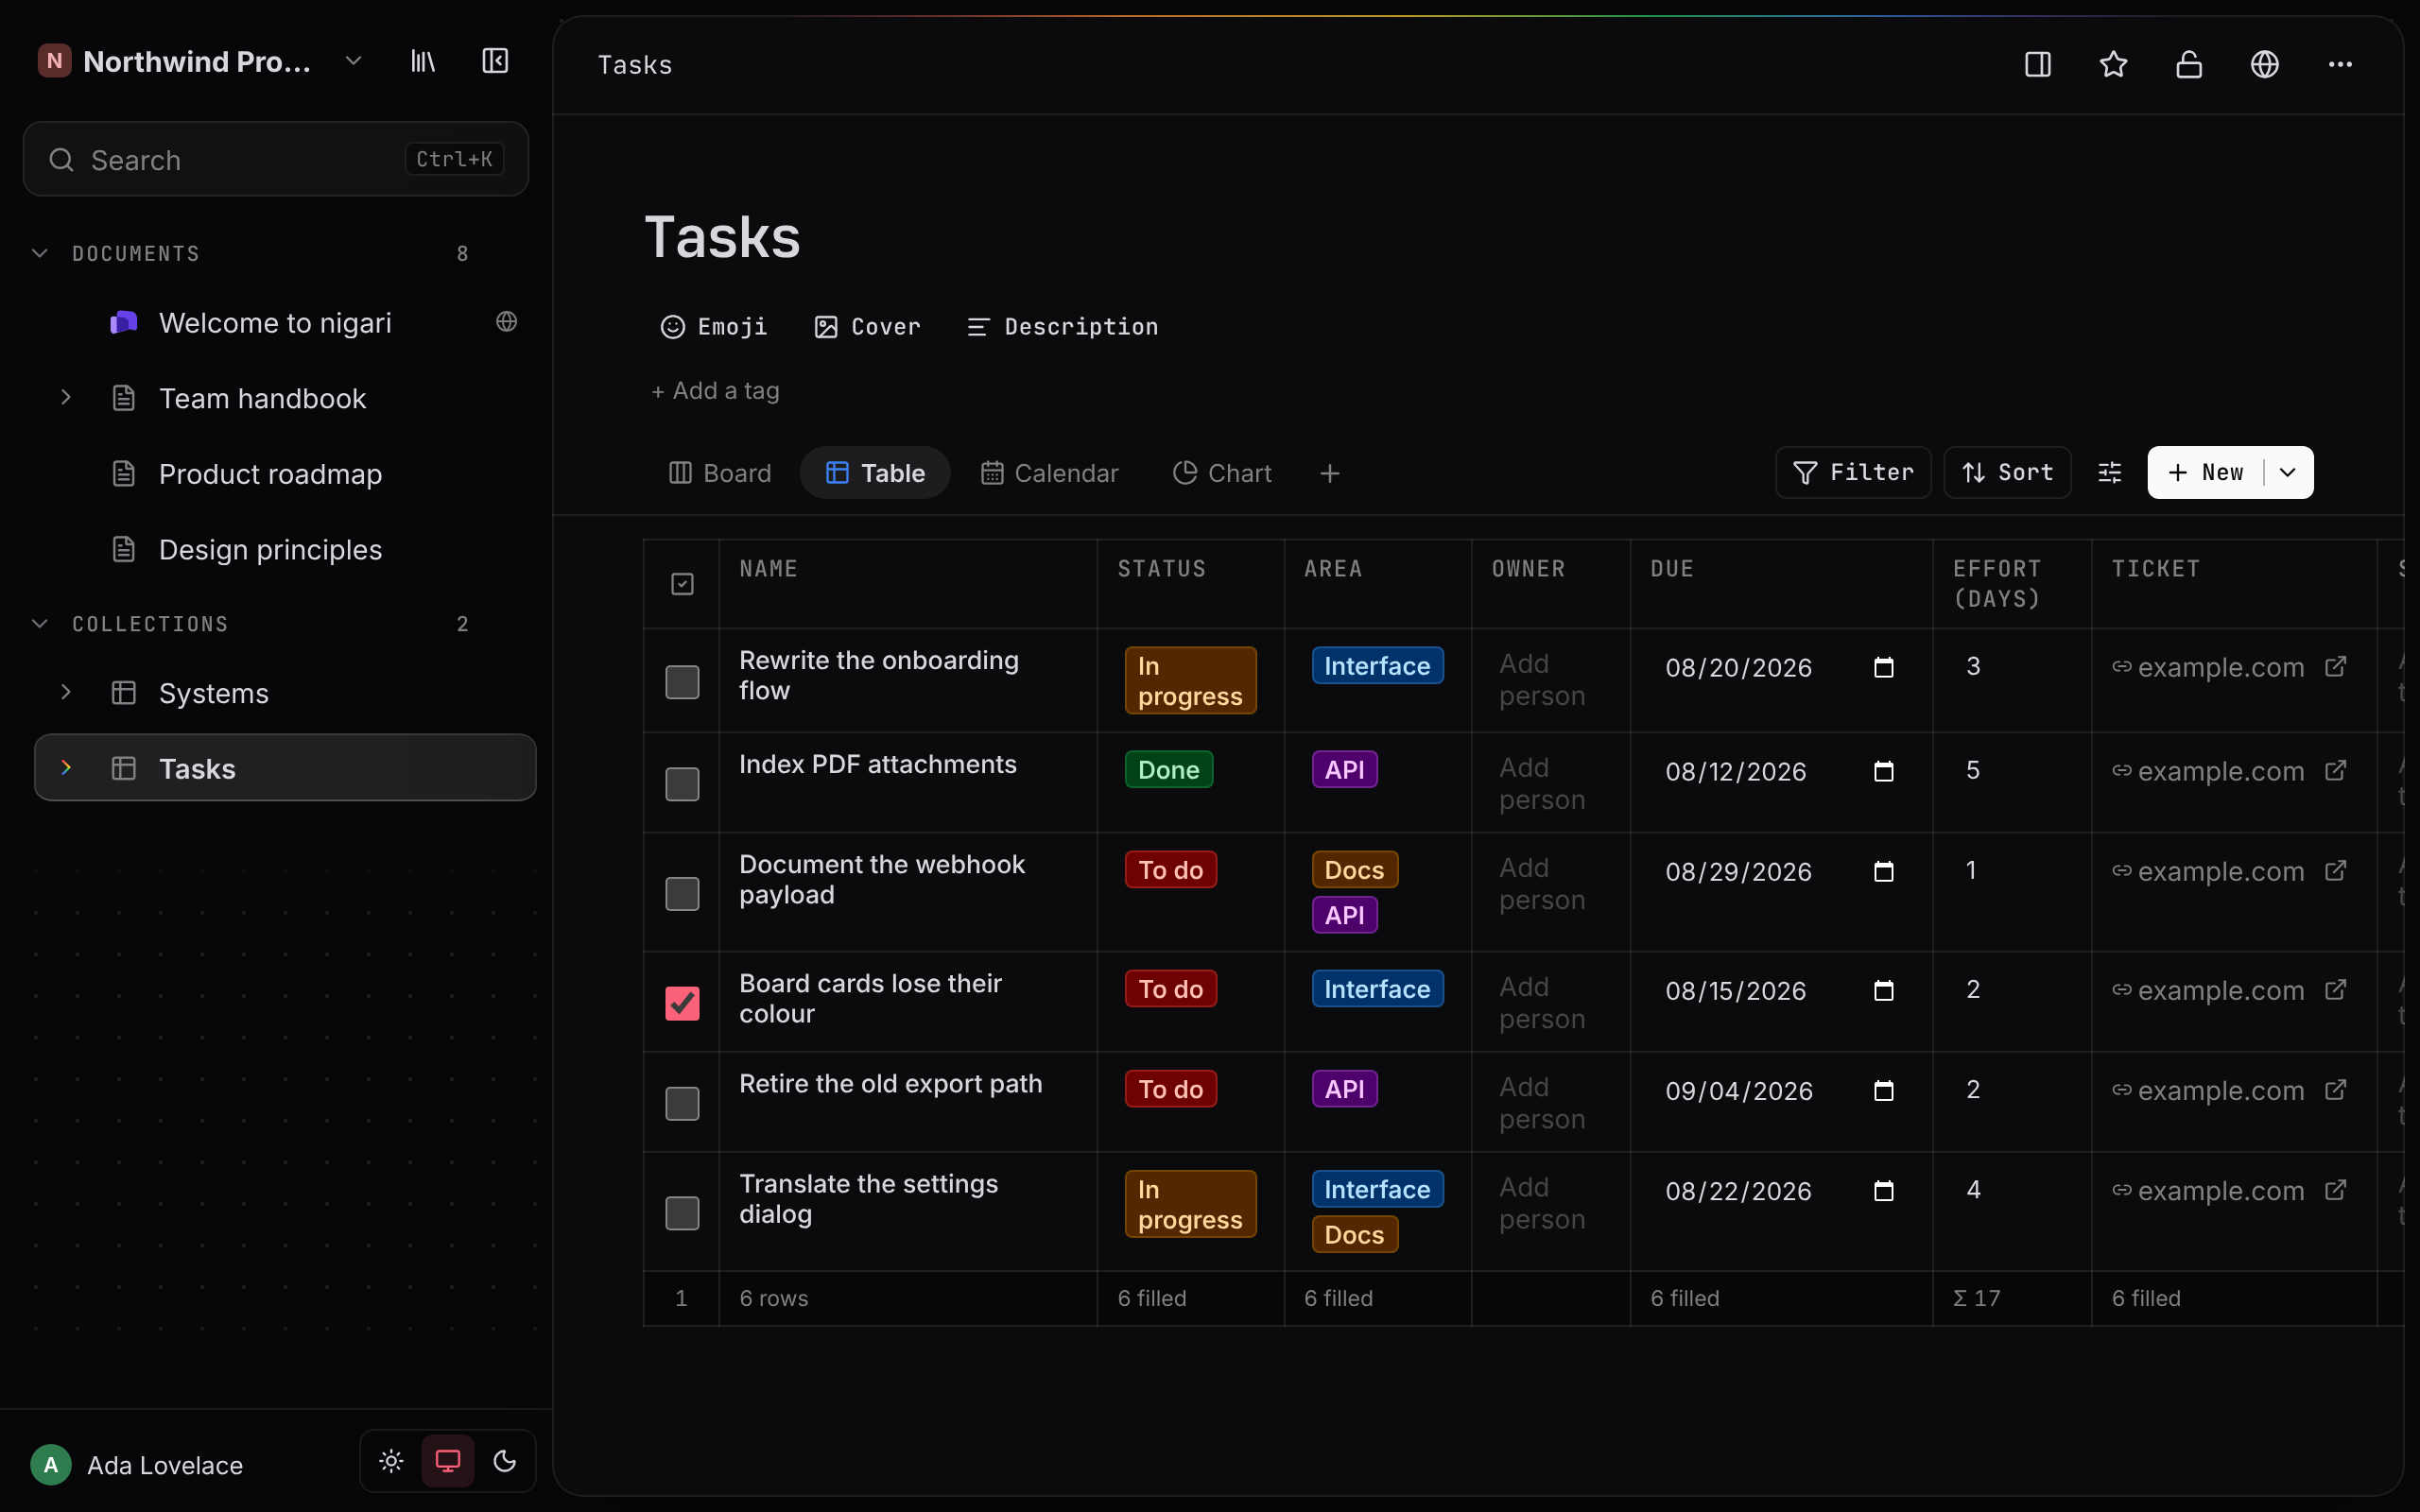 N Northwind Pro...
Search Ctrl+K
DOCUMENTS 8
Welcome to nigari
Team handbook
Product roadmap
Design principles
COLLECTIONS 2
Systems
Tasks
A Ada Lovelace
Tasks
Tasks
Emoji Cover Description
+ Add a tag
Board Table Calendar Chart +
Filter Sort + New
NAME STATUS AREA OWNER DUE EFFORT (DAYS) TICKET
Rewrite the onboarding flow In progress Interface Add person 08/20/2026 3 example.com
Index PDF attachments Done API Add person 08/12/2026 5 example.com
Document the webhook payload To do Docs API Add person 08/29/2026 1 example.com
Board cards lose their colour To do Interface Add person 08/15/2026 2 example.com
Retire the old export path To do API Add person 09/04/2026 2 example.com
Translate the settings dialog In progress Interface Docs Add person 08/22/2026 4 example.com
1 6 rows 6 filled 6 filled 6 filled Σ 17 6 filled